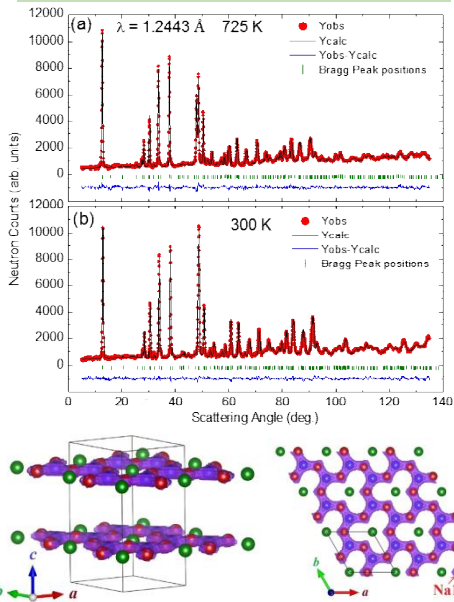 (a) λ = 1.2443 Å 725 K
Yobs
Ycalc
Yobs-Ycalc
Bragg Peak positions
12000
10000
8000
6000
4000
2000
0
Neutron Counts (arb. units)
(b) 300 K
Yobs
Ycalc
Yobs-Ycalc
Bragg Peak positions
12000
10000
8000
6000
4000
2000
0
0 20 40 60 80 100 120 140
Scattering Angle (deg.)
c
b
a
b
a
Na1